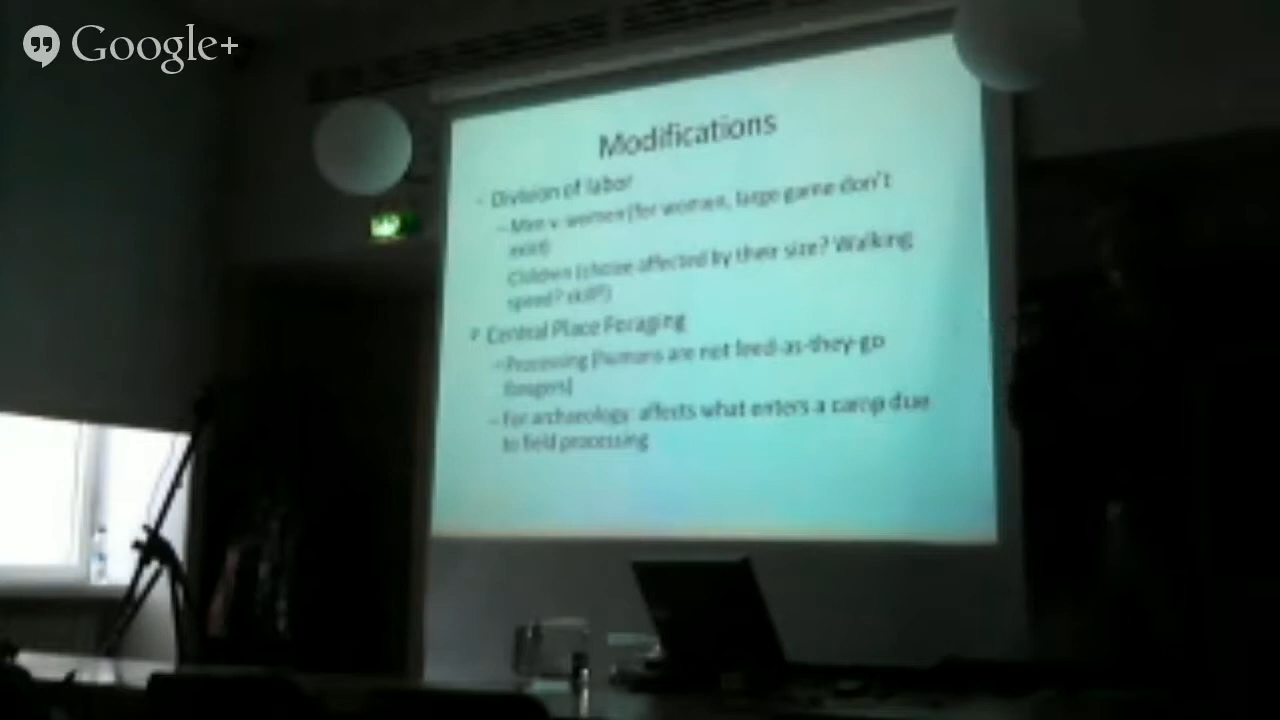 Google+
Modifications
- Division of labor
– Men v. women (for women, large game don't
exist)
Children (choice affected by their size? Walking
speed? skill?)
Central Place Foraging
– Processing (humans are not feed-as-they-go
foragers)
– For archaeology: affects what enters a camp due
to field processing